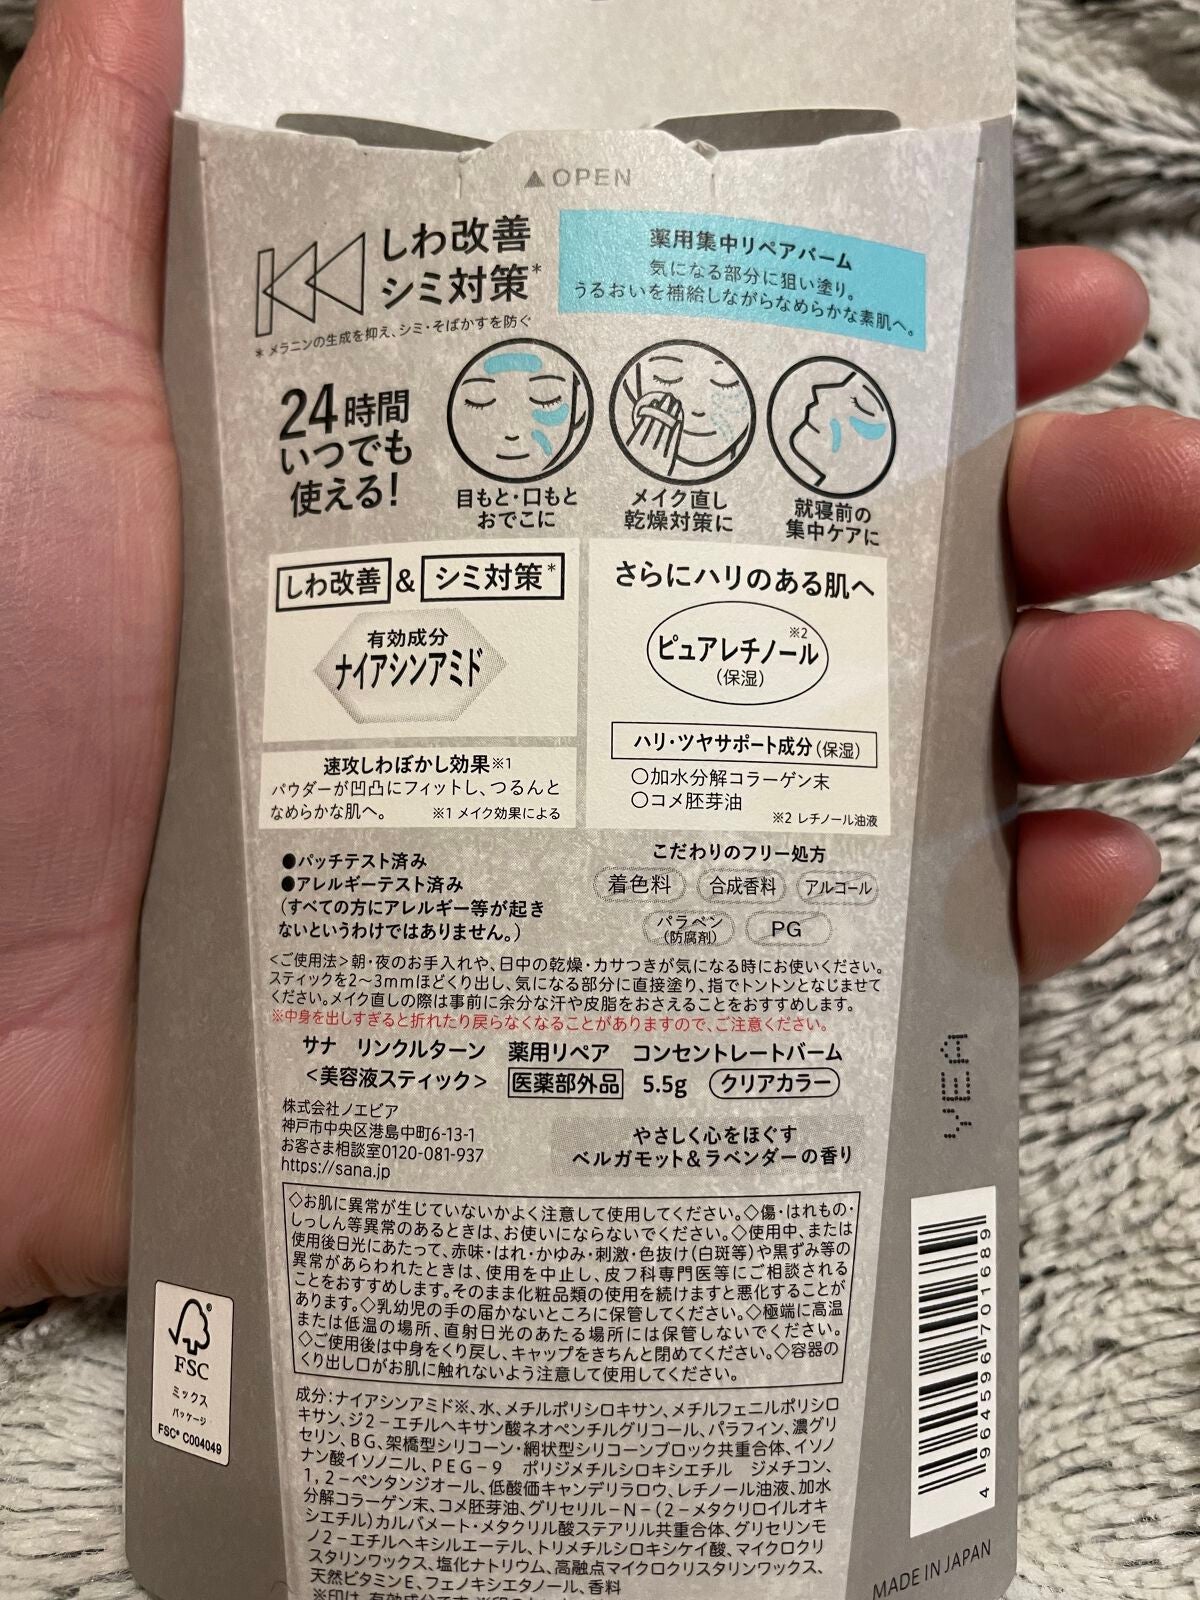 ▲OPEN
しわ改善
シミ対策*
*メラニンの生成を抑え、シミ・そばかすを防ぐ
薬用集中リペアバーム
気になる部分に狙い塗り。
うるおいを補給しながらなめらかな素肌へ。
24時間
いつでも
使える!
目もと・口もと
おでこに
メイク直し
乾燥対策に
就寝前の
集中ケアに
しわ改善 & シミ対策*
有効成分
ナイアシンアミド
速攻しわぼかし効果※1
パウダーが凹凸にフィットし、つるんと
なめらかな肌へ。 ※1 メイク効果による
さらにハリのある肌へ
ピュアレチノール※2
(保湿)
ハリ・ツヤサポート成分(保湿)
○加水分解コラーゲン末
○コメ胚芽油
※2 レチノール油液
●パッチテスト済み
●アレルギーテスト済み
(すべての方にアレルギー等が起き
ないというわけではありません。)
こだわりのフリー処方
着色料 合成香料 アルコール
パラベン
(防腐剤)
PG
<ご使用法>朝・夜のお手入れや、日中の乾燥・カサつきが気になる時にお使いください。
スティックを2〜3mmほどくり出し、気になる部分に直接塗り、指でトントンとなじませて
ください。メイク直しの際は事前に余分な汗や皮脂をおさえることをおすすめします。
※中身を出しすぎると折れたり戻らなくなることがありますので、ご注意ください。
サナ リンクルターン 薬用リペア コンセントレートバーム
<美容液スティック> 医薬部外品 5.5g クリアカラー
株式会社ノエビア
神戸市中央区港島中町6-13-1
お客さま相談室0120-081-937
https://sana.jp
やさしく心をほぐす
ベルガモット&ラベンダーの香り
◇お肌に異常が生じていないかよく注意して使用してください。◇傷・はれもの・
しっしん等異常のあるときは、お使いにならないでください。◇使用中、または
使用後日光にあたって、赤味・はれ・かゆみ・刺激・色抜け(白斑等)や黒ずみ等の
異常があらわれたときは、使用を中止し、皮フ科専門医等にご相談される
ことをおすすめします。そのまま化粧品類の使用を続けますと悪化することが
あります。◇乳幼児の手の届かないところに保管してください。◇極端に高温
または低温の場所、直射日光のあたる場所には保管しないでください。
◇ご使用後は中身をくり戻し、キャップをきちんと閉めてください。◇容器の
くり出し口がお肌に触れないよう注意して使用してください。
成分:ナイアシンアミド※、水、メチルポリシロキサン、メチルフェニルポリシロ
キサン、ジ2-エチルヘキサン酸ネオペンチルグリコール、パラフィン、濃グリ
セリン、BG、架橋型シリコーン・網状型シリコーンブロック共重合体、イソノ
ナン酸イソノニル、PEG-9 ポリジメチルシロキシエチル ジメチコン、
1,2-ペンタンジオール、低酸価キャンデリラロウ、レチノール油液、加水
分解コラーゲン末、コメ胚芽油、グリセリル-N-(2-メタクリロイルオキ
シエチル)カルバメート・メタクリル酸ステアリル共重合体、グリセリンモ
ノ2-エチルヘキシルエーテル、トリメチルシロキシケイ酸、マイクロクリ
スタリンワックス、塩化ナトリウム、高融点マイクロクリスタリンワックス、
天然ビタミンE、フェノキシエタノール、香料
FSC
ミックス
パッケージ
FSC® C004049
4 964596 701689
MADE IN JAPAN